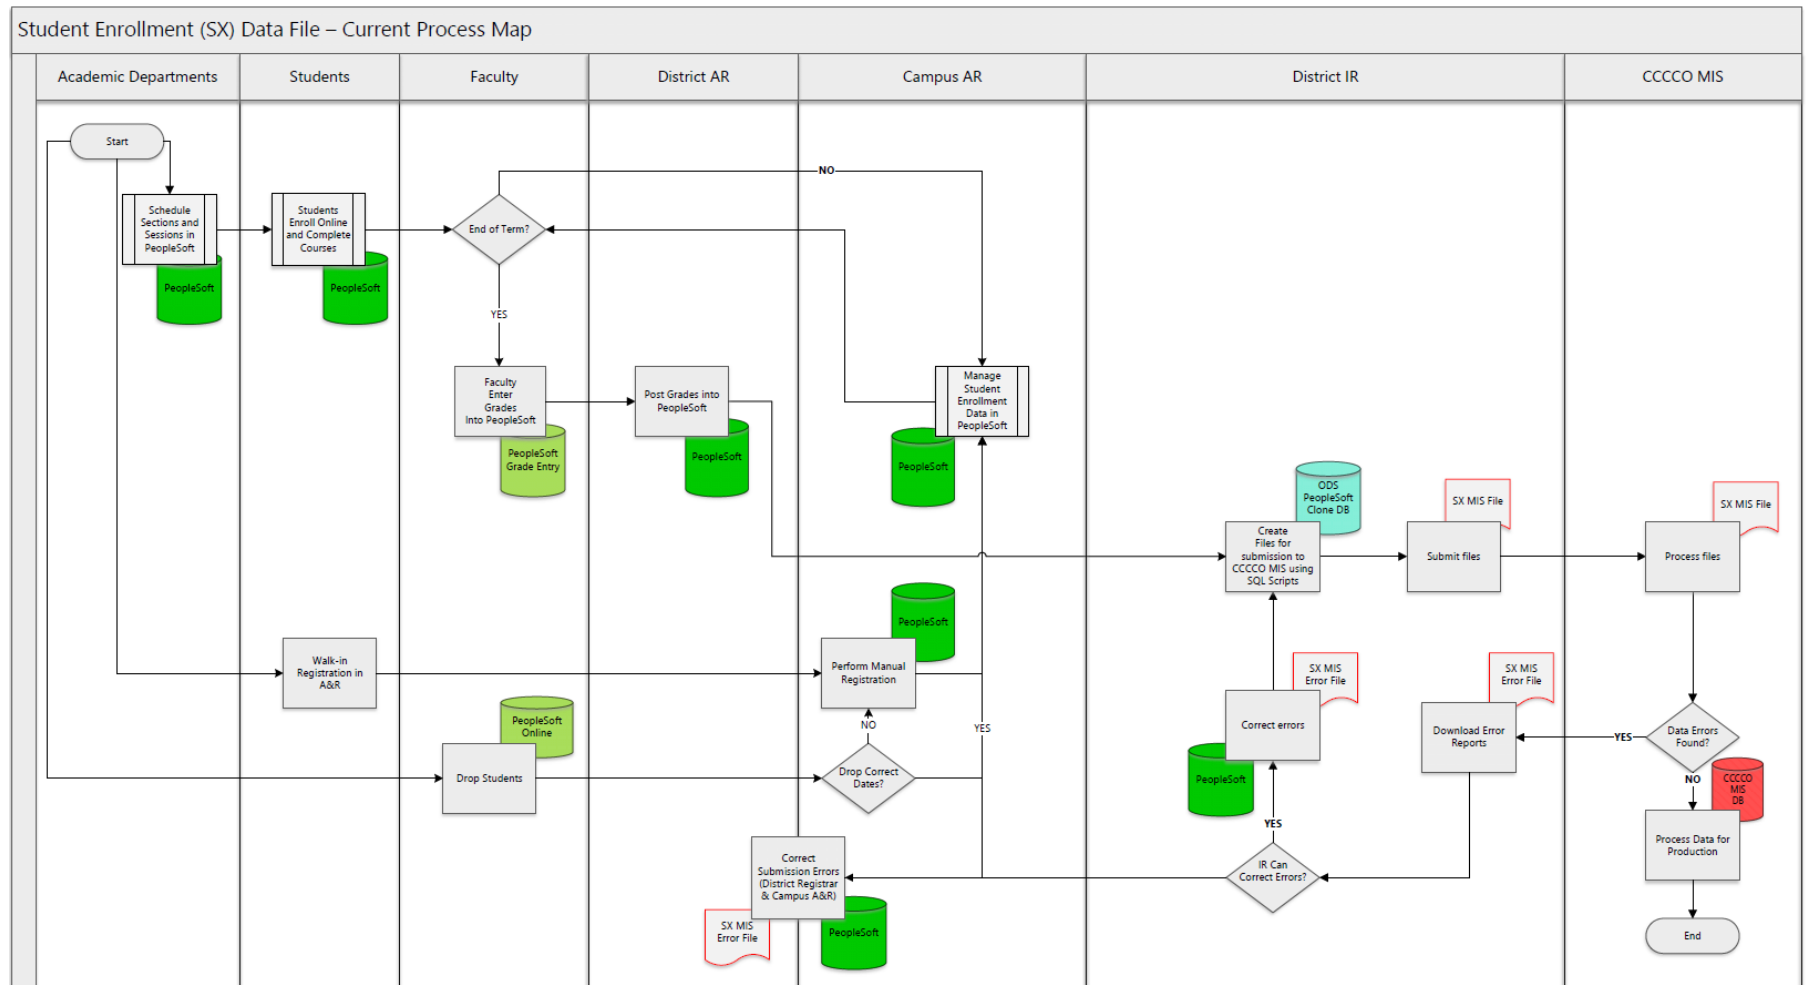 Student Enrollment (SX) Data File – Current Process Map
Academic Departments
Students
Faculty
District AR
Campus AR
District IR
CCCCO MIS
Start
NO
Schedule
Sections and
Sessions in
PeopleSoft
PeopleSoft
Students
Enroll Online
and Complete
Courses
PeopleSoft
End of Term?
YES
Faculty
Enter
Grades
Into PeopleSoft
PeopleSoft
Grade Entry
Post Grades into
PeopleSoft
PeopleSoft
Manage
Student
Enrollment
Data in
PeopleSoft
PeopleSoft
ODS
PeopleSoft
Clone DB
Create
Files for
submission to
CCCCO MIS using
SQL Scripts
SX MIS File
Submit files
SX MIS File
Process files
Walk-in
Registration in
A&R
PeopleSoft
Perform Manual
Registration
NO
YES
PeopleSoft
Online
Drop Students
Drop Correct
Dates?
SX MIS
Error File
Correct errors
PeopleSoft
SX MIS
Error File
Download Error
Reports
YES
Data Errors
Found?
NO
CCCCO
MIS
DB
Process Data for
Production
YES
IR Can
Correct Errors?
Correct
Submission Errors
(District Registrar
& Campus A&R)
SX MIS
Error File
PeopleSoft
End